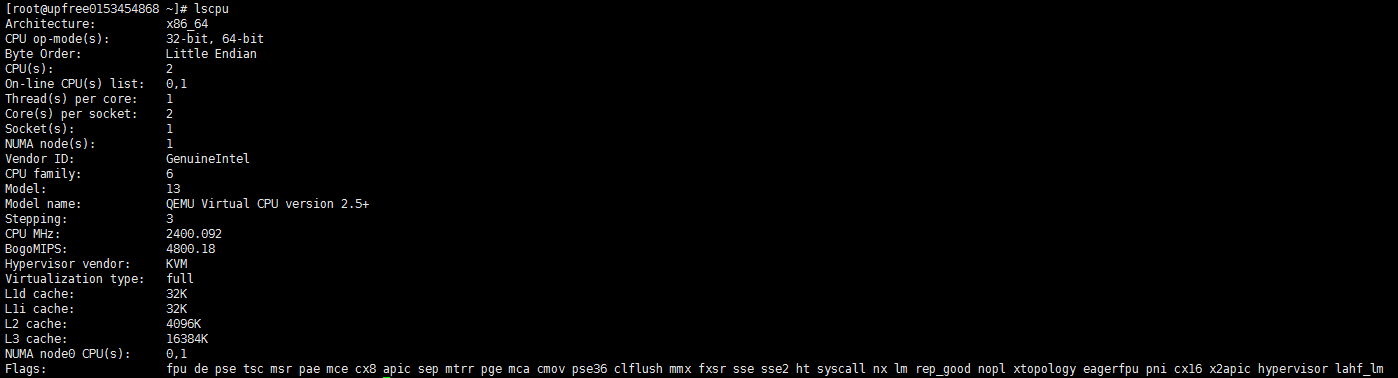 [root@upfree0153454868 ~]# lscpu
Architecture:          x86_64
CPU op-mode(s):        32-bit, 64-bit
Byte Order:            Little Endian
CPU(s):                2
On-line CPU(s) list:   0,1
Thread(s) per core:    1
Core(s) per socket:    2
Socket(s):             1
NUMA node(s):          1
Vendor ID:             GenuineIntel
CPU family:            6
Model:                 13
Model name:            QEMU Virtual CPU version 2.5+
Stepping:              3
CPU MHz:               2400.092
BogoMIPS:              4800.18
Hypervisor vendor:     KVM
Virtualization type:   full
L1d cache:             32K
L1i cache:             32K
L2 cache:              4096K
L3 cache:              16384K
NUMA node0 CPU(s):     0,1
Flags:                 fpu de pse tsc msr pae mce cx8 apic sep mtrr pge mca cmov pse36 clflush mmx fxsr sse sse2 ht syscall nx lm rep_good nopl xtopology eagerfpu pni cx16 x2apic hypervisor lahf_lm